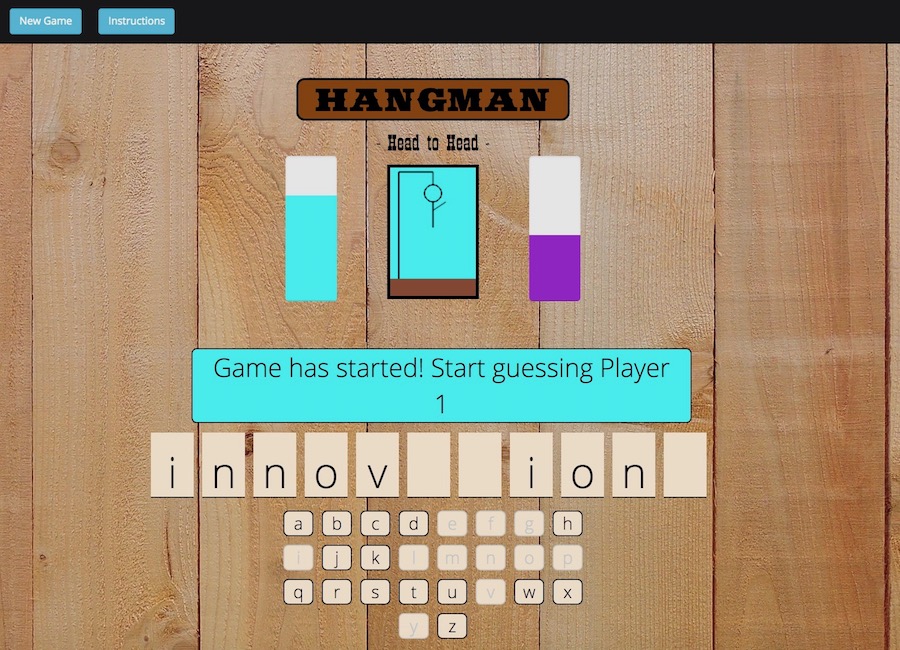 New Game Instructions
HANGMAN
- Head to Head -
Game has started! Start guessing Player
1
i n n o v i o n
a b c d e f g h
i j k l m n o p
q r s t u v w x
y z